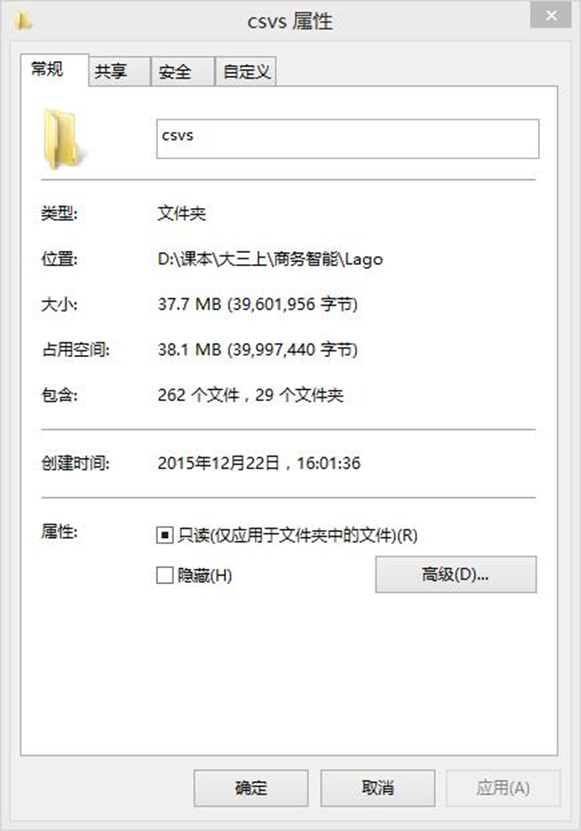 csvs 属性
常规 共享 安全 自定义
csvs
类型: 文件夹
位置: D:\课本\大三上\商务智能\Lago
大小: 37.7 MB (39,601,956 字节)
占用空间: 38.1 MB (39,997,440 字节)
包含: 262 个文件，29 个文件夹
创建时间: 2015年12月22日，16:01:36
属性: 只读(仅应用于文件夹中的文件)(R)
隐藏(H) 高级(D)...
确定 取消 应用(A)